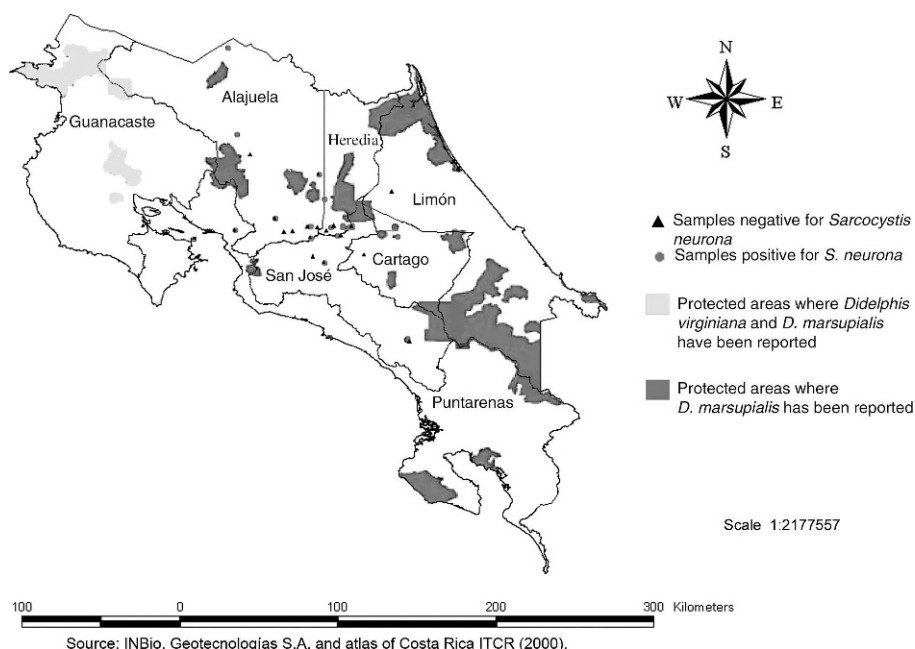 N
W E
S
Guanacaste
Alajuela
Heredia
Limón
San José
Cartago
Puntarenas
Samples negative for Sarcocystis
neurona
Samples positive for S. neurona
Protected areas where Didelphis
virginiana and D. marsupialis
have been reported
Protected areas where
D. marsupialis has been reported
Scale 1:2177557
100 0 100 200 300 Kilometers
Source: INBio, Geotecnologías S.A. and atlas of Costa Rica ITCR (2000).